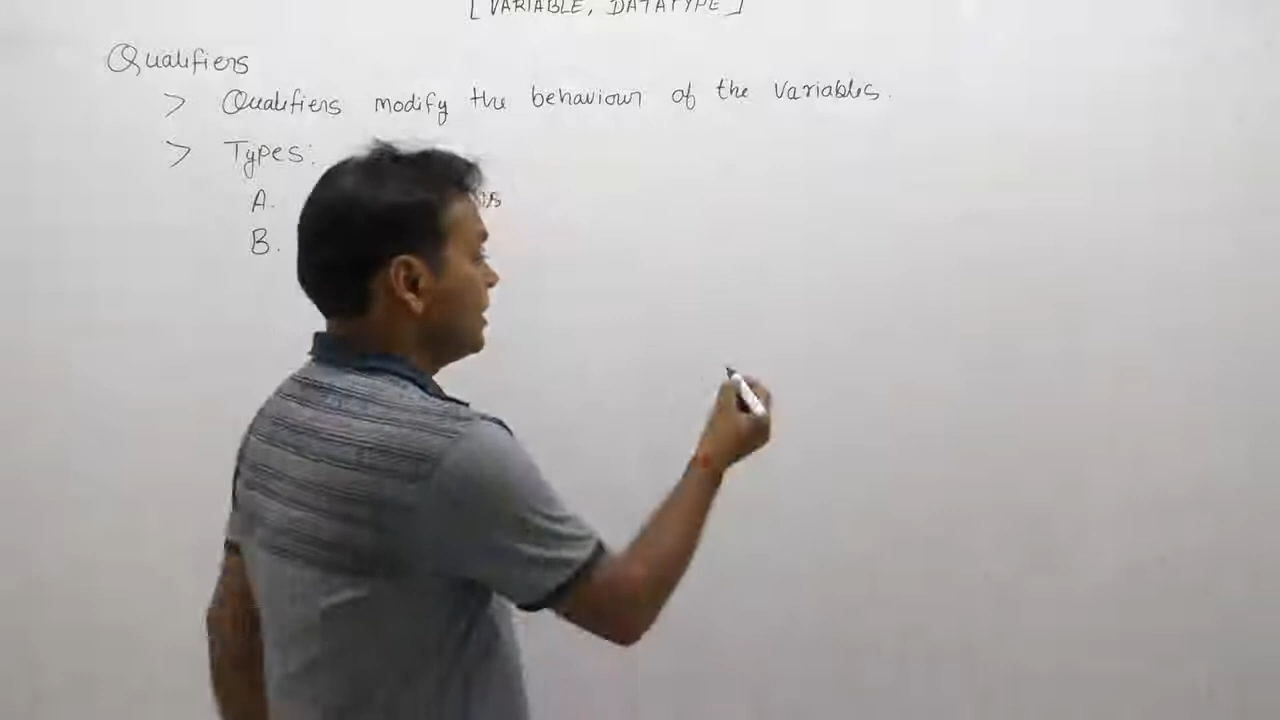 [VARIABLE, DATATYPE]
Qualifiers
> Qualifiers modify the behaviour of the variables.
> Types:
A.
B.